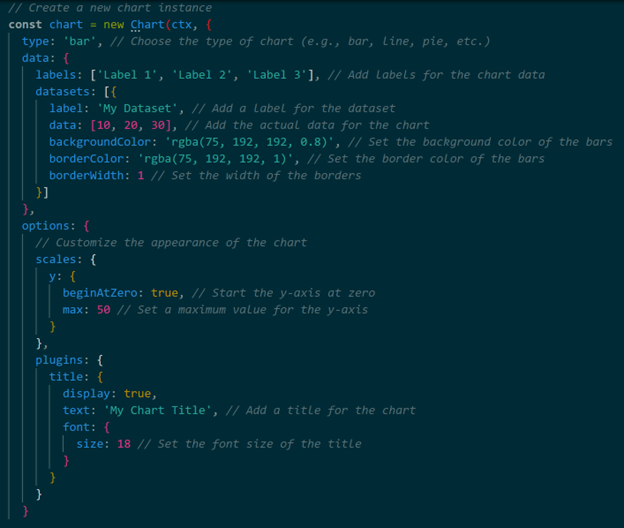 // Create a new chart instance
const chart = new Chart(ctx, {
  type: 'bar', // Choose the type of chart (e.g., bar, line, pie, etc.)
  data: {
    labels: ['Label 1', 'Label 2', 'Label 3'], // Add labels for the chart data
    datasets: [{
      label: 'My Dataset', // Add a label for the dataset
      data: [10, 20, 30], // Add the actual data for the chart
      backgroundColor: 'rgba(75, 192, 192, 0.8)', // Set the background color of the bars
      borderColor: 'rgba(75, 192, 192, 1)', // Set the border color of the bars
      borderWidth: 1 // Set the width of the borders
    }]
  },
  options: {
    // Customize the appearance of the chart
    scales: {
      y: {
        beginAtZero: true, // Start the y-axis at zero
        max: 50 // Set a maximum value for the y-axis
      }
    },
    plugins: {
      title: {
        display: true,
        text: 'My Chart Title', // Add a title for the chart
        font: {
          size: 18 // Set the font size of the title
        }
      }
    }
  }